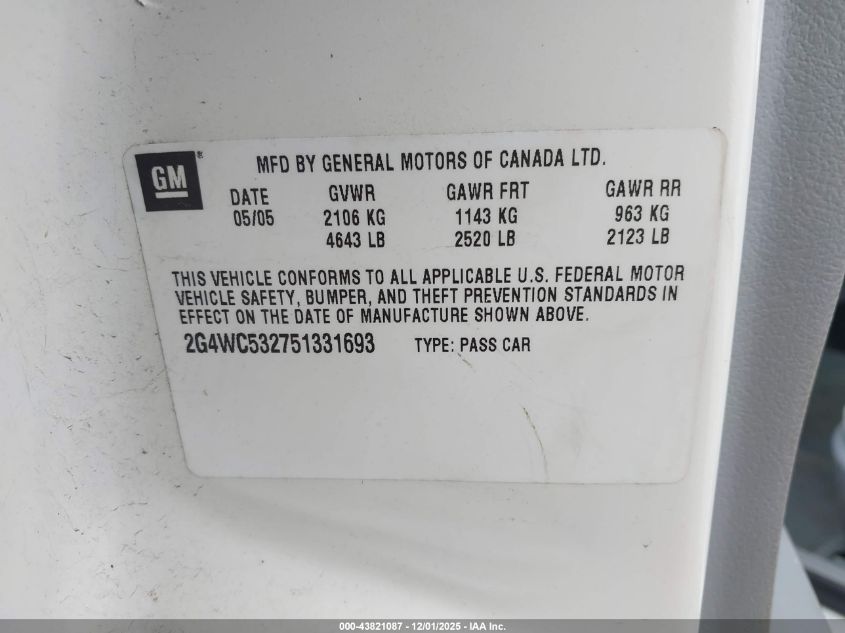 GM®
MFD BY GENERAL MOTORS OF CANADA LTD.
DATE GVWR GAWR FRT GAWR RR
05/05 2106 KG 1143 KG 963 KG
4643 LB 2520 LB 2123 LB
THIS VEHICLE CONFORMS TO ALL APPLICABLE U.S. FEDERAL MOTOR
VEHICLE SAFETY, BUMPER, AND THEFT PREVENTION STANDARDS IN
EFFECT ON THE DATE OF MANUFACTURE SHOWN ABOVE.
2G4WC532751331693 TYPE: PASS CAR
000-43821087 - 12/01/2025 - IAA Inc.